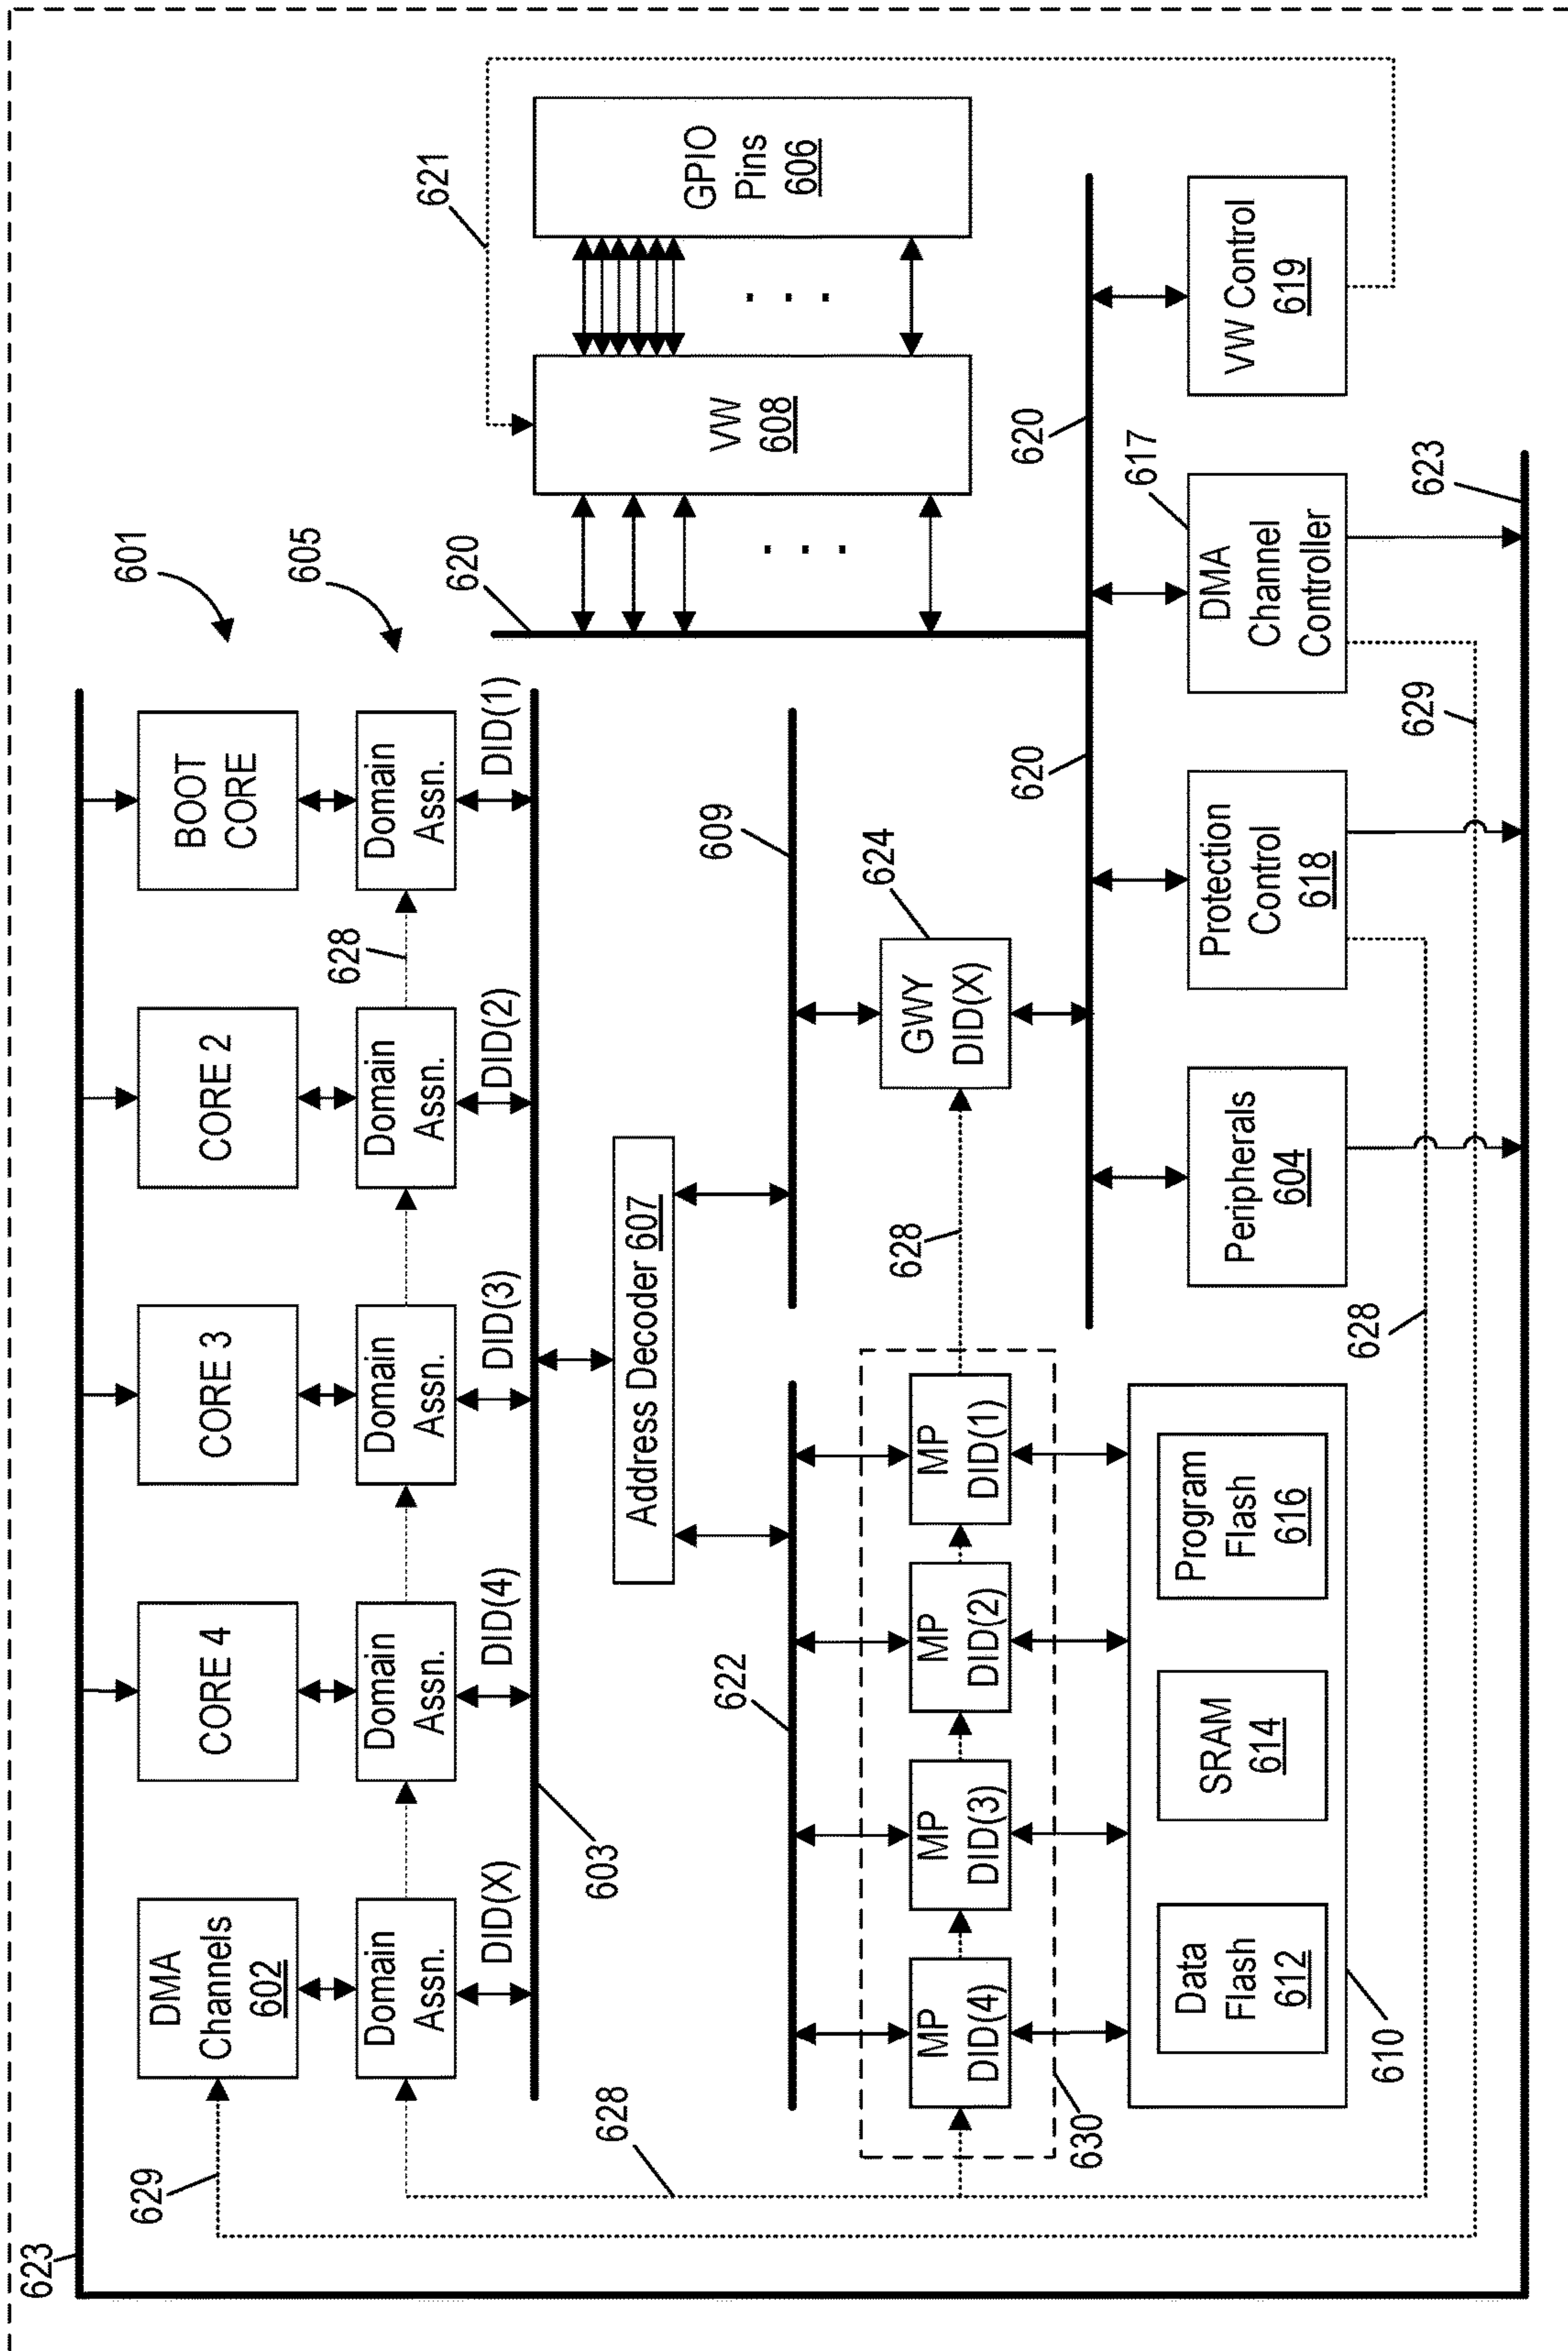 623
629
DMA
Channels
602
CORE 4
CORE 3
CORE 2
BOOT
CORE
601
Domain
Assn.
Domain
Assn.
Domain
Assn.
Domain
Assn.
628
Domain
Assn.
605
DID(X)
DID(4)
DID(3)
DID(2)
DID(1)
603
620
621
VW
608
GPIO
Pins
606
. . .
. . .
628
Address Decoder 607
622
609
630
MP
DID(4)
MP
DID(3)
MP
DID(2)
MP
DID(1)
628
GWY
DID(X)
624
620
620
610
Data
Flash
612
SRAM
614
Program
Flash
616
628
Peripherals
604
Protection
Control
618
629
DMA
Channel
Controller
617
623
VW Control
619